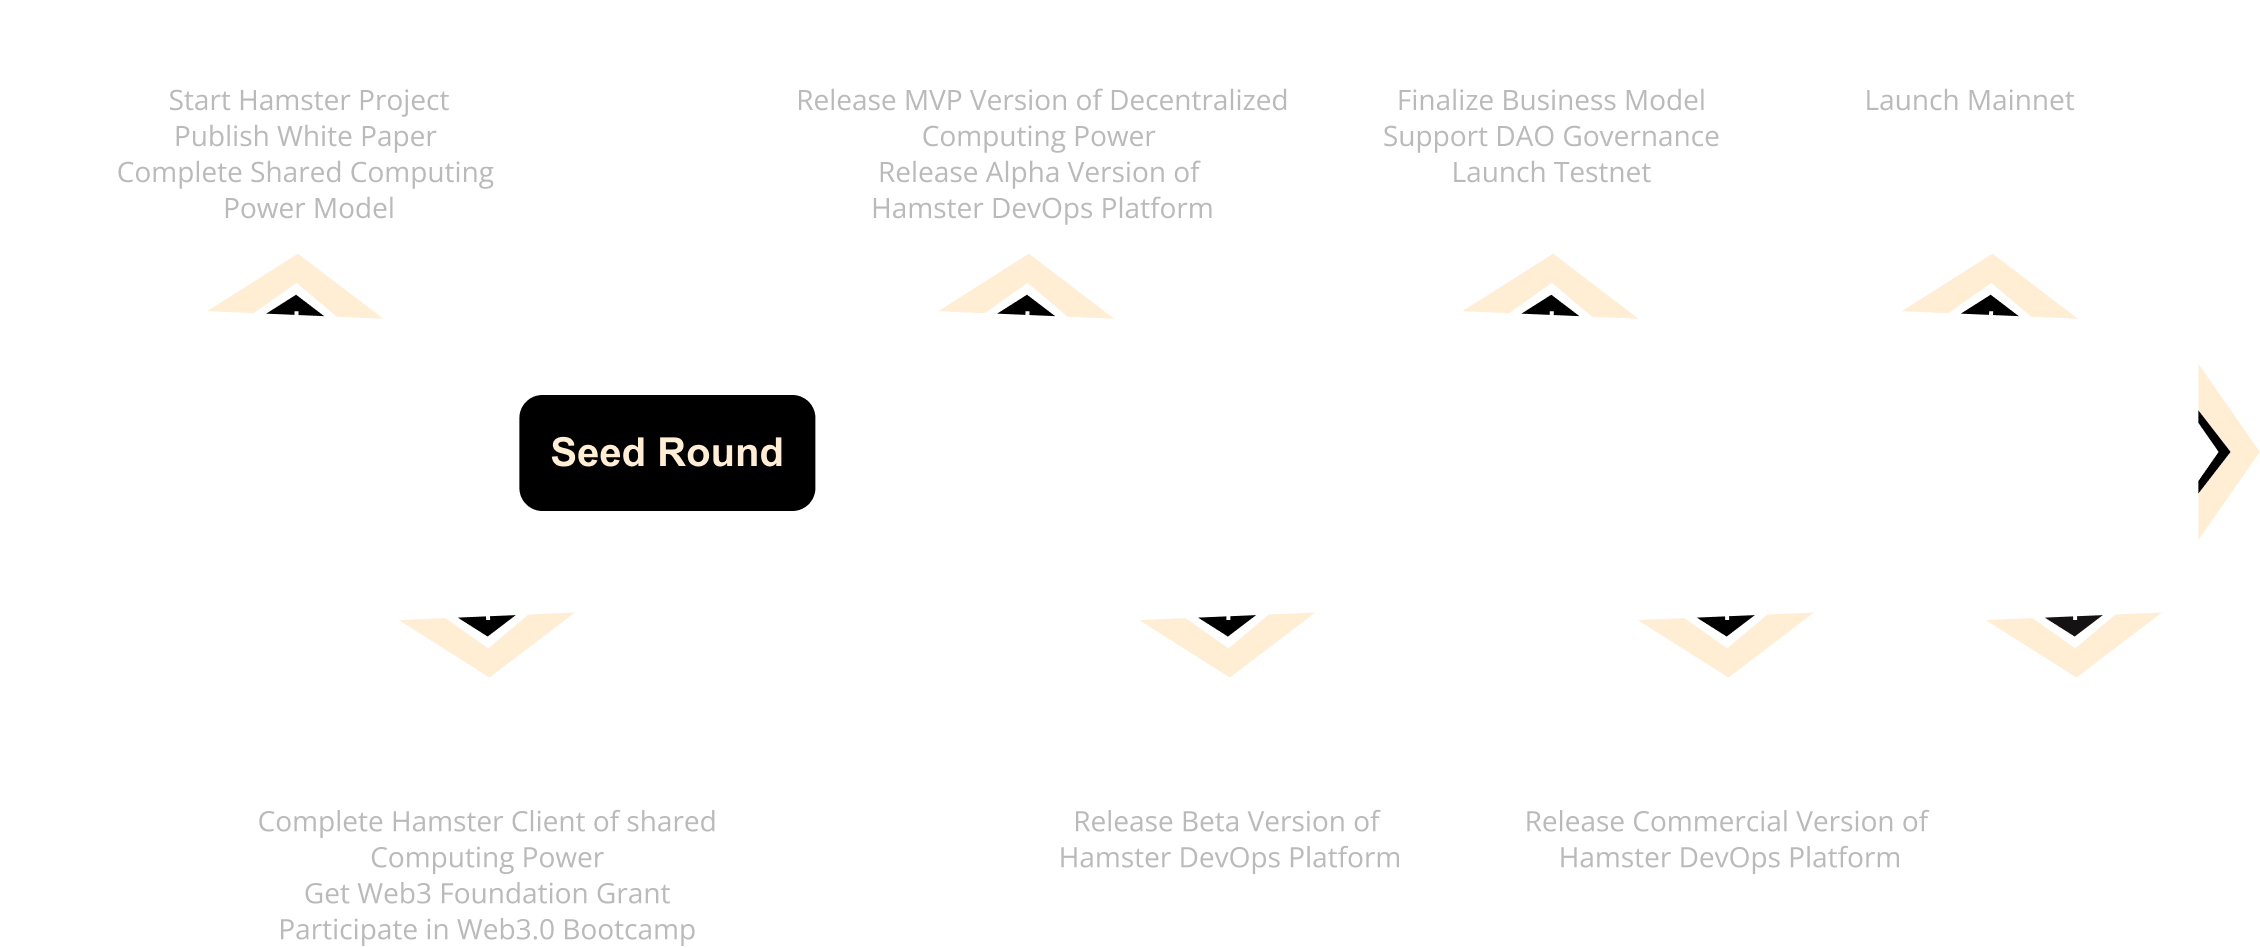 Start Hamster Project
Publish White Paper
Complete Shared Computing
Power Model
Release MVP Version of Decentralized
Computing Power
Release Alpha Version of
Hamster DevOps Platform
Finalize Business Model
Support DAO Governance
Launch Testnet
Launch Mainnet
Seed Round
Complete Hamster Client of shared
Computing Power
Get Web3 Foundation Grant
Participate in Web3.0 Bootcamp
Release Beta Version of
Hamster DevOps Platform
Release Commercial Version of
Hamster DevOps Platform